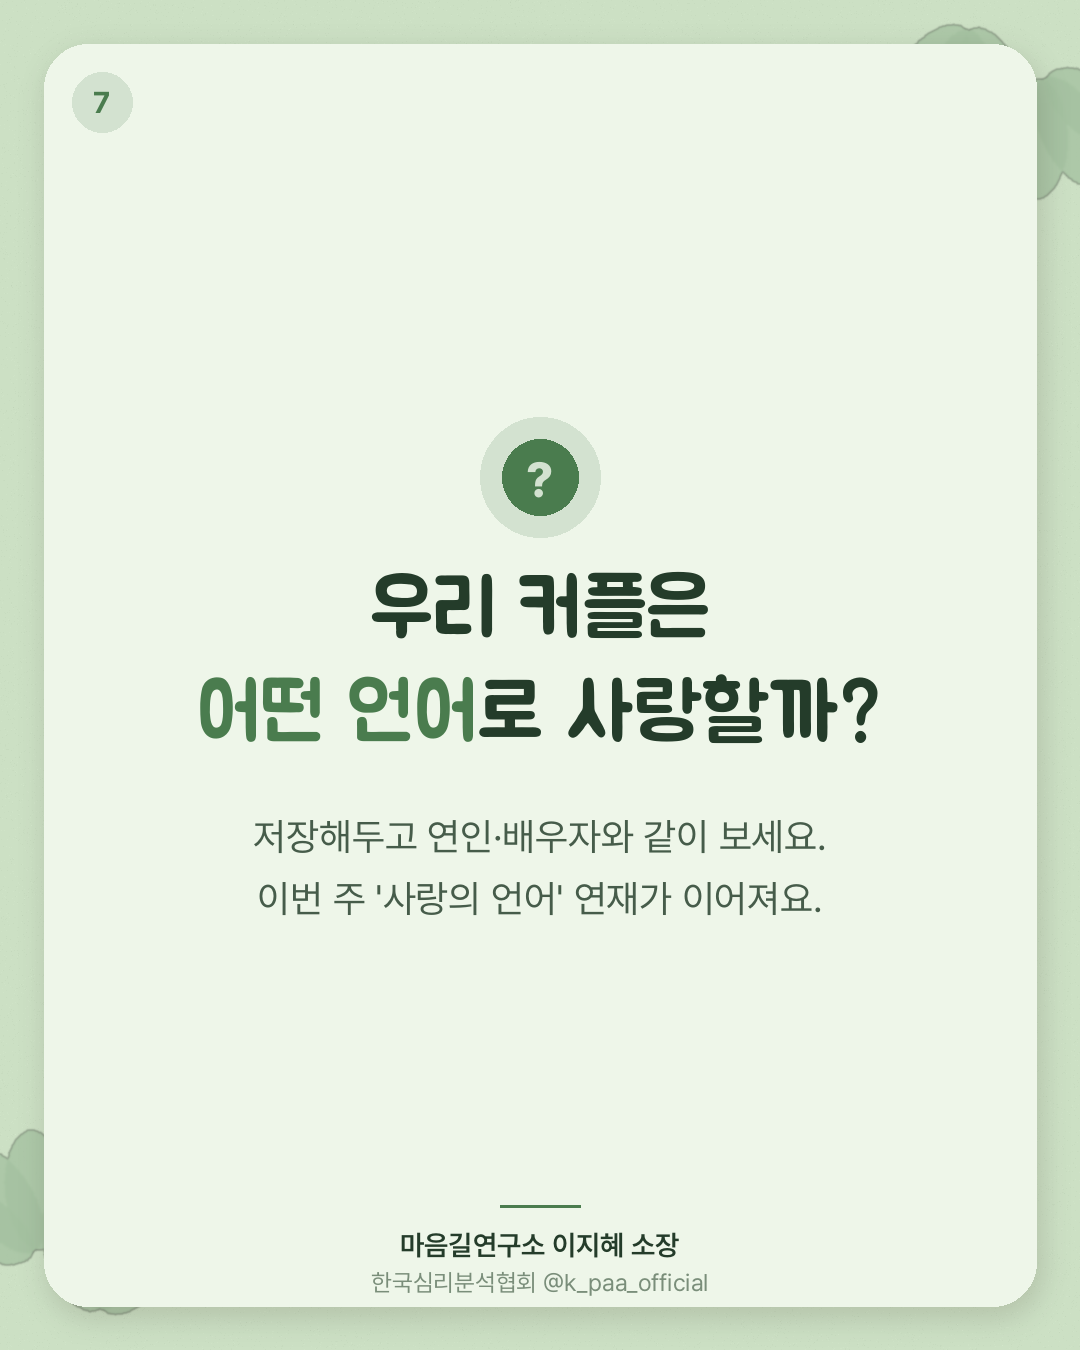 7
?
우리 커플은
어떤 언어로 사랑할까?
저장해두고 연인·배우자와 같이 보세요.
이번 주 '사랑의 언어' 연재가 이어져요.
마음길연구소 이지혜 소장
한국심리분석협회 @k_paa_official